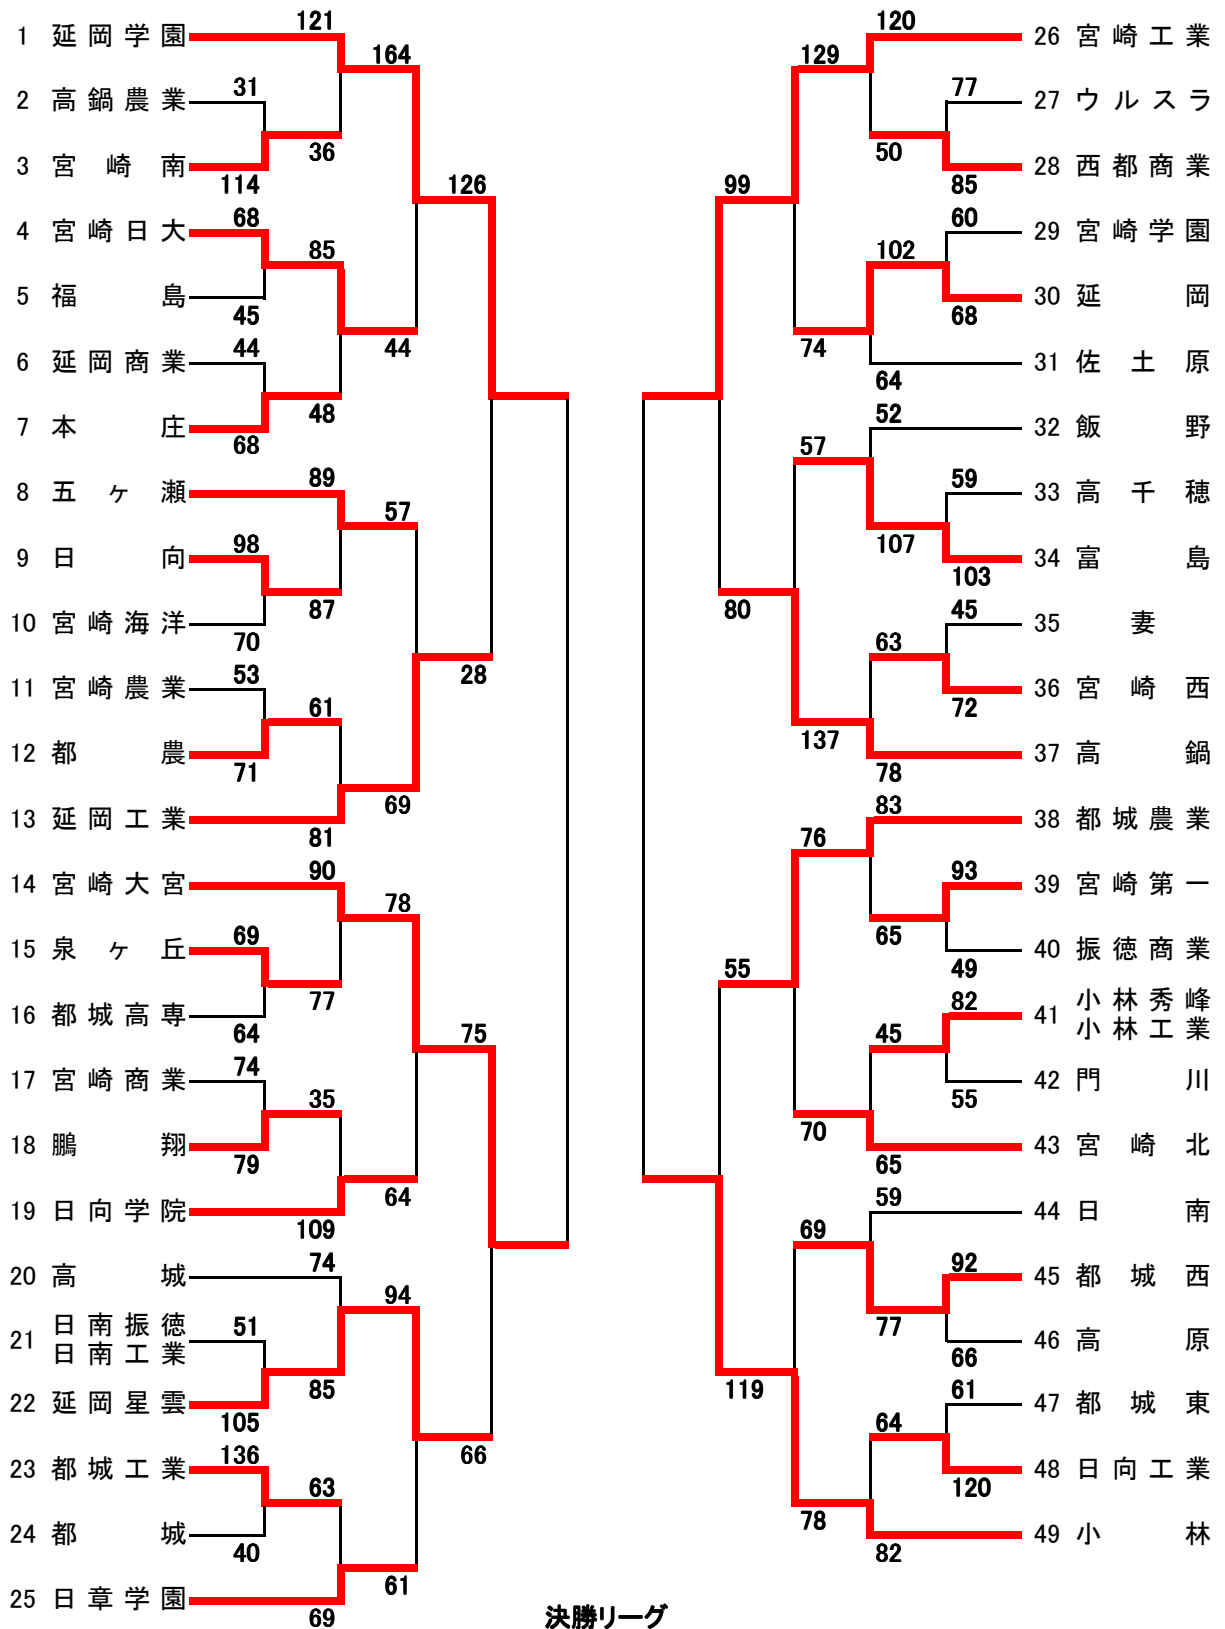 1 延岡学園
2 高鍋農業
3 宮崎南
4 宮崎日大
5 福島
6 延岡商業
7 本庄
8 五ヶ瀬
9 日向
10 宮崎海洋
11 宮崎農業
12 都農
13 延岡工業
14 宮崎大宮
15 泉ヶ丘
16 都城高専
17 宮崎商業
18 鵬翔
19 日向学院
20 高城
21 日南振徳
日南工業
22 延岡星雲
23 都城工業
24 都城
25 日章学園
121
31
114
68
45
44
68
89
98
70
53
71
81
90
69
64
74
79
109
74
51
105
136
40
69
36
85
48
87
61
77
35
85
63
164
44
57
69
78
64
94
61
126
28
75
66
99
80
55
119
129
74
57
137
76
70
69
78
120
50
102
64
52
107
63
78
83
65
45
65
59
77
64
82
77
85
60
68
59
103
45
72
93
49
82
55
92
66
61
120
26 宮崎工業
27 ウルスラ
28 西都商業
29 宮崎学園
30 延岡
31 佐土原
32 飯野
33 高千穂
34 富島
35 妻
36 宮崎西
37 高鍋
38 都城農業
39 宮崎第一
40 振徳商業
41 小林秀峰
小林工業
42 門川
43 宮崎北
44 日南
45 都城西
46 高原
47 都城東
48 日向工業
49 小林
決勝リーグ